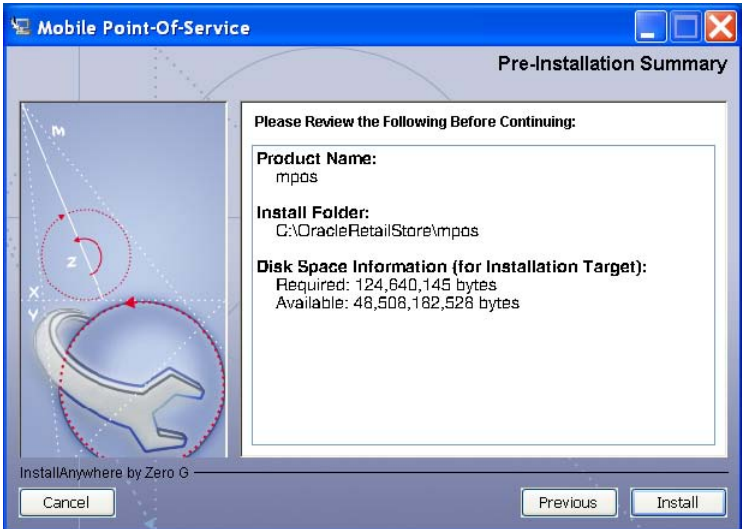 Mobile Point-Of-Service
Pre-Installation Summary
M
Z
X
Y
Please Review the Following Before Continuing:
Product Name:
mpos
Install Folder:
C:\OracleRetailStore\mpos
Disk Space Information (for Installation Target):
Required: 124,640,145 bytes
Available: 48,508,182,528 bytes
InstallAnywhere by Zero G
Cancel
Previous
Install